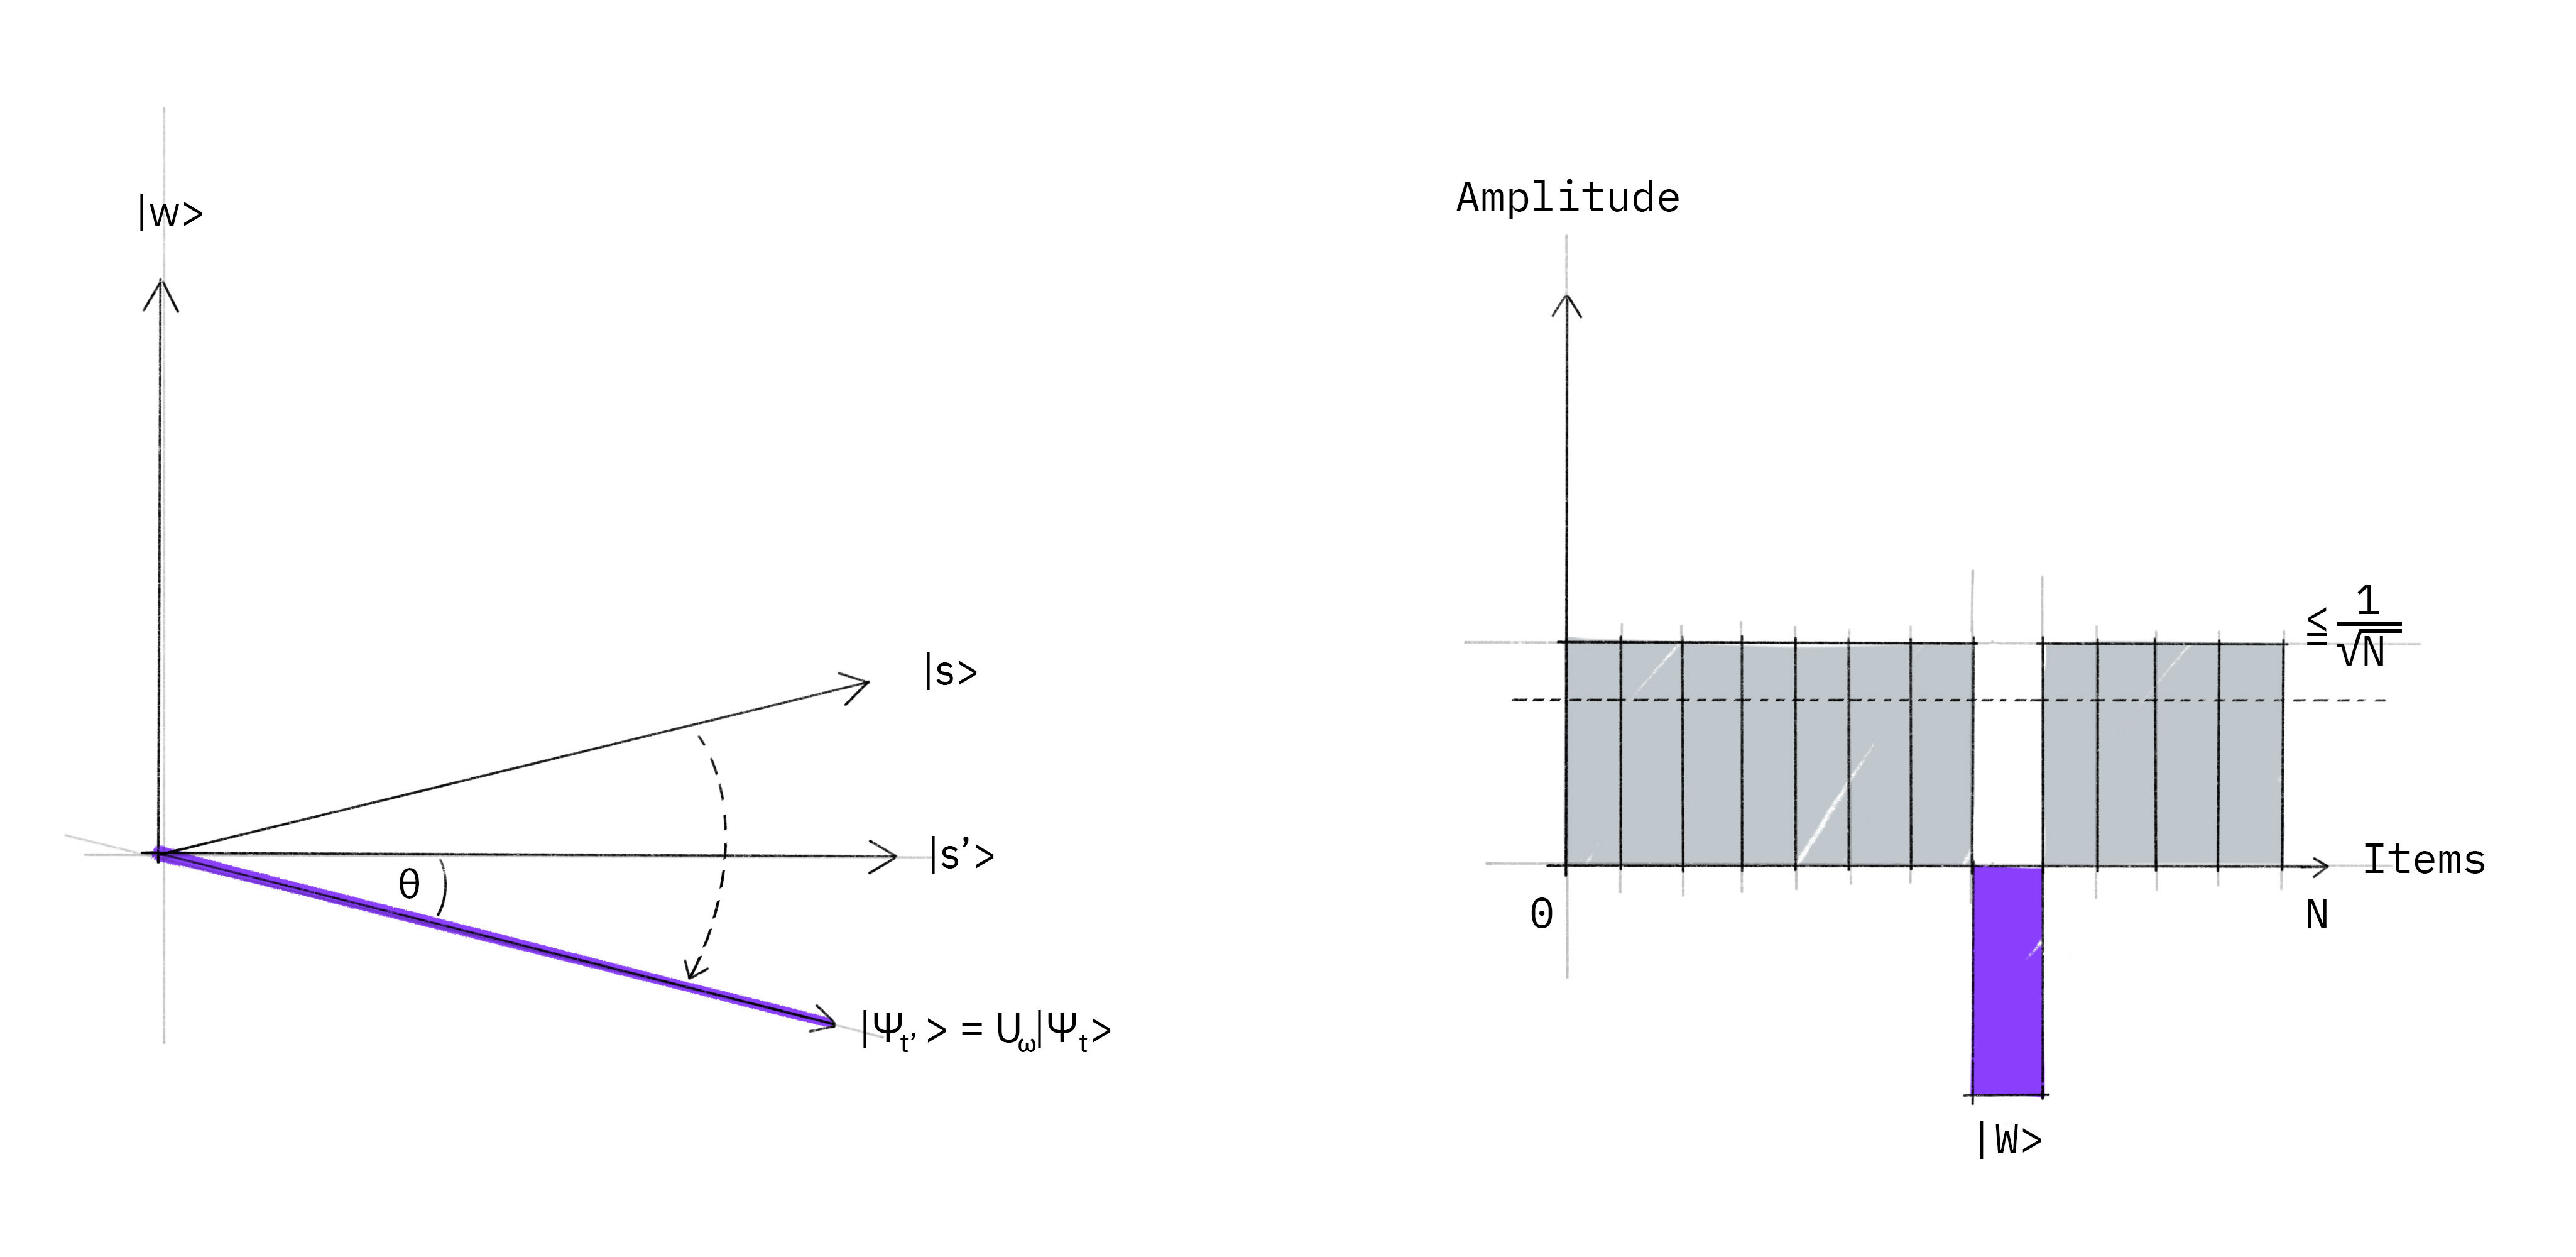 |w>
|s>
|s’>
θ
|Ψt’ > = Uω|Ψt>
Amplitude
≦ 1/√N
Items
0
N
|W>